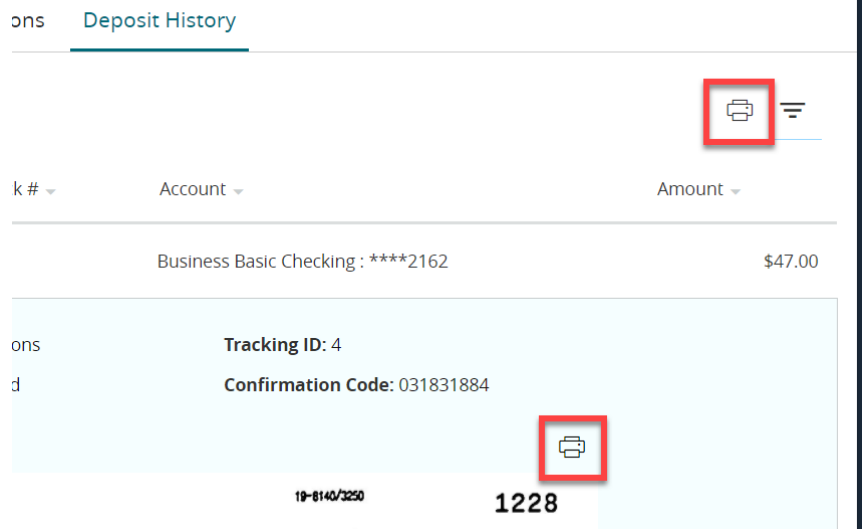 ons Deposit History
k # Account Amount
Business Basic Checking : ****2162 $47.00
ons Tracking ID: 4
d Confirmation Code: 031831884
19-8140/3250 1228